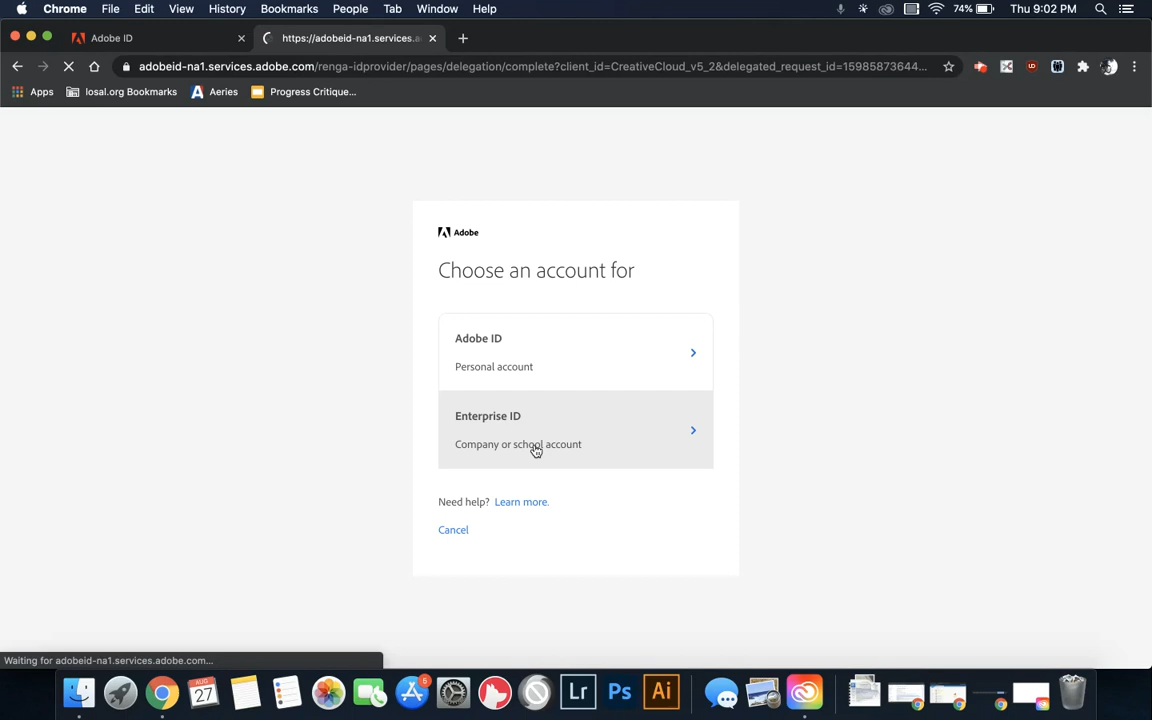 Chrome File Edit View History Bookmarks People Tab Window Help 74% Thu 9:02 PM
Adobe ID https://adobeid-na1.services.a
adobeid-na1.services.adobe.com/renga-idprovider/pages/delegation/complete?client_id=CreativeCloud_v5_2&delegated_request_id=15985873644...
Apps losal.org Bookmarks Aeries Progress Critique...
Adobe
Choose an account for
Adobe ID
Personal account
Enterprise ID
Company or school account
Need help? Learn more.
Cancel
Waiting for adobeid-na1.services.adobe.com...
AUG
27
6
Lr Ps Ai